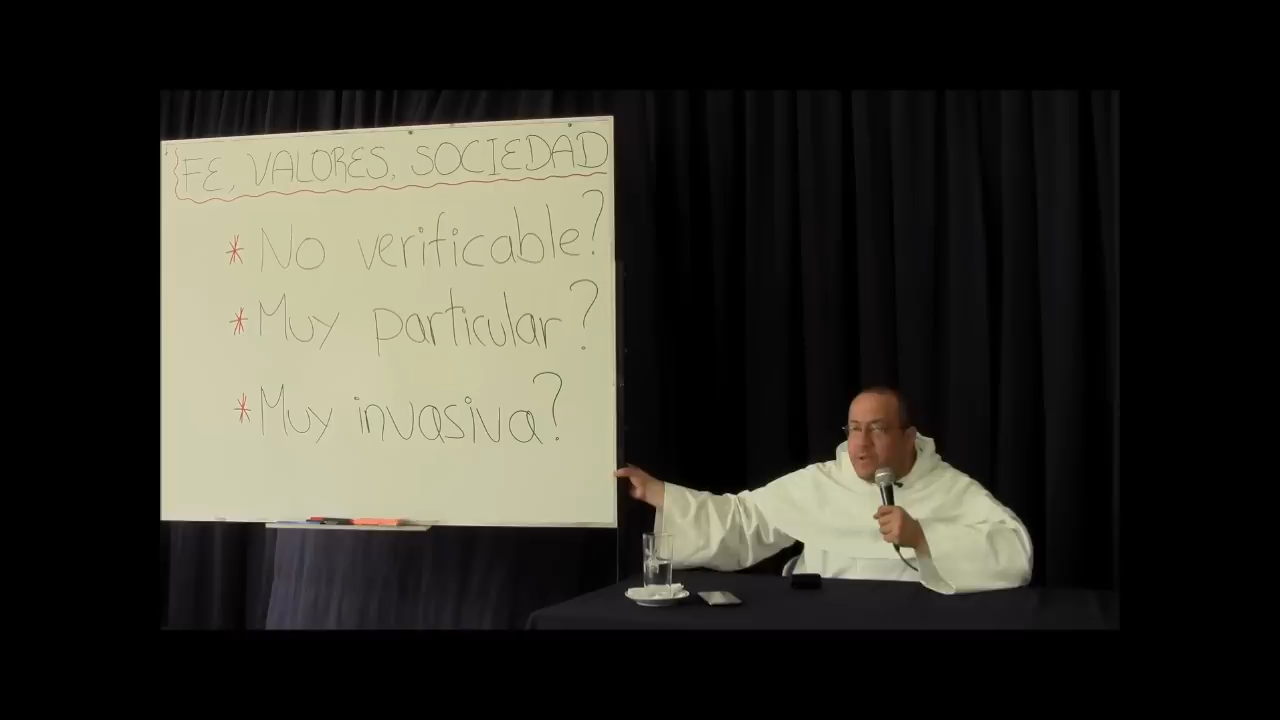 FE, VALORES, SOCIEDAD
* No verificable?
* Muy particular?
* Muy invasiva?